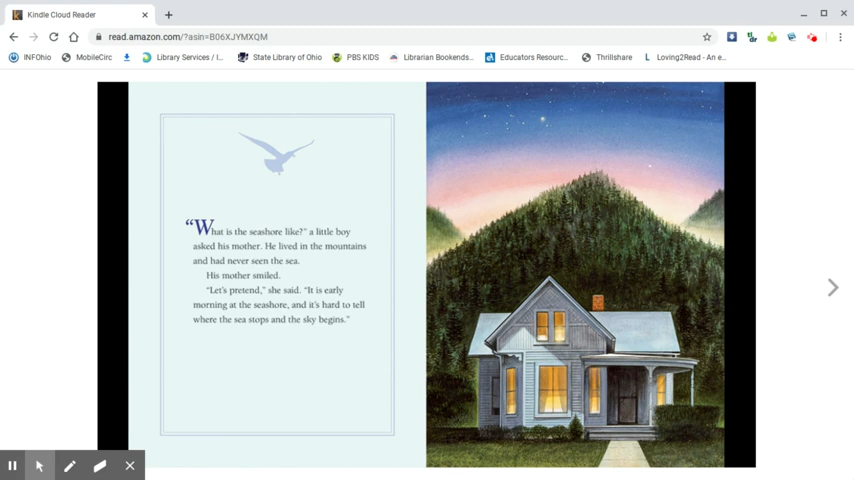 Kindle Cloud Reader
read.amazon.com/?asin=B06XJYMXQM
INFOhio
MobileCirc
Library Services / I...
State Library of Ohio
PBS KIDS
Librarian Bookends...
Educators Resourc...
Thrillshare
Loving2Read - An e...
“What is the seashore like?” a little boy
asked his mother. He lived in the mountains
and had never seen the sea.
His mother smiled.
“Let’s pretend,” she said. “It is early
morning at the seashore, and it’s hard to tell
where the sea stops and the sky begins.”